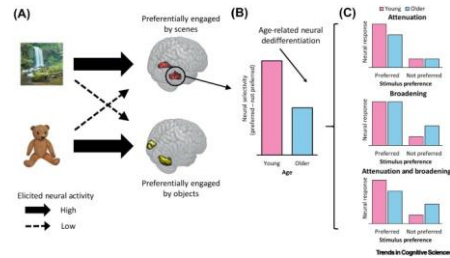 (A)
Preferentially engaged
by scenes
Preferentially engaged
by objects
Elicited neural activity
High
Low
(B)
Age-related neural
dedifferentiation
Neural selectivity
(preferred – not preferred)
Young
Older
Age
(C)
Young
Older
Attenuation
Neural response
Preferred
Not preferred
Stimulus preference
Broadening
Neural response
Preferred
Not preferred
Stimulus preference
Attenuation and broadening
Neural response
Preferred
Not preferred
Stimulus preference
Trends in Cognitive Sciences